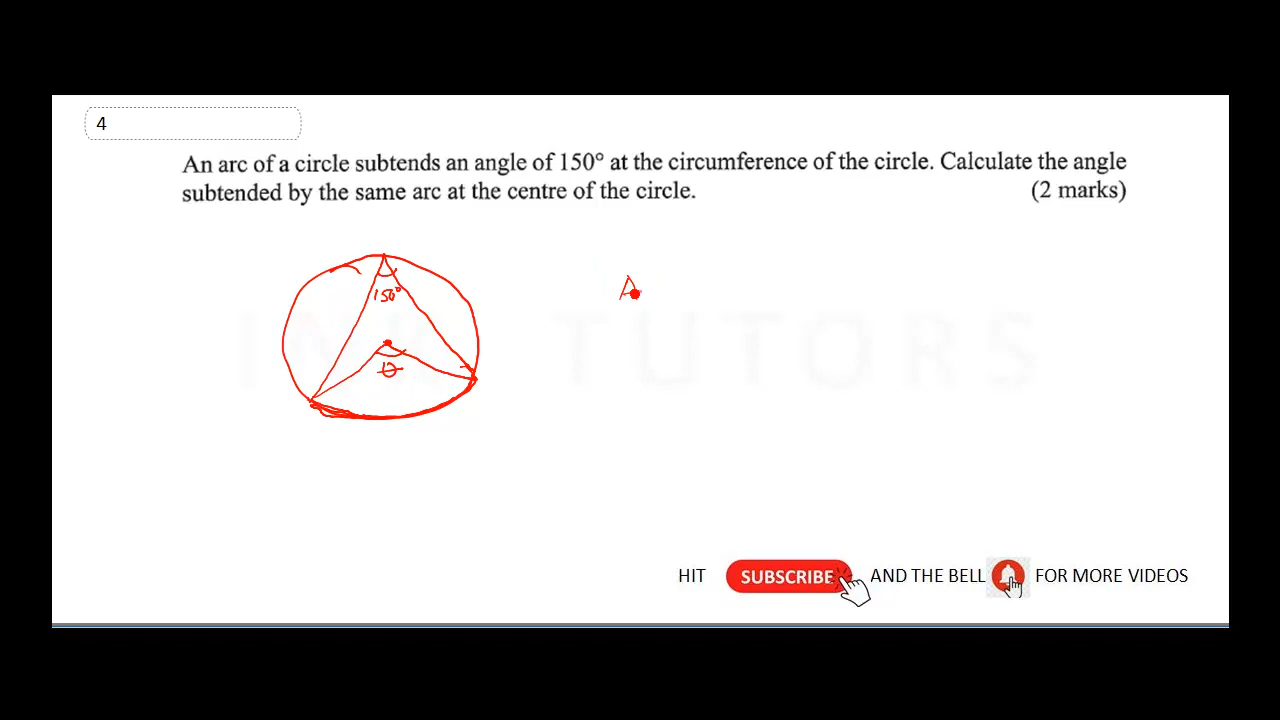 4
An arc of a circle subtends an angle of 150° at the circumference of the circle. Calculate the angle
subtended by the same arc at the centre of the circle. (2 marks)
150°
A
θ
TUTORS
HIT SUBSCRIBE AND THE BELL FOR MORE VIDEOS